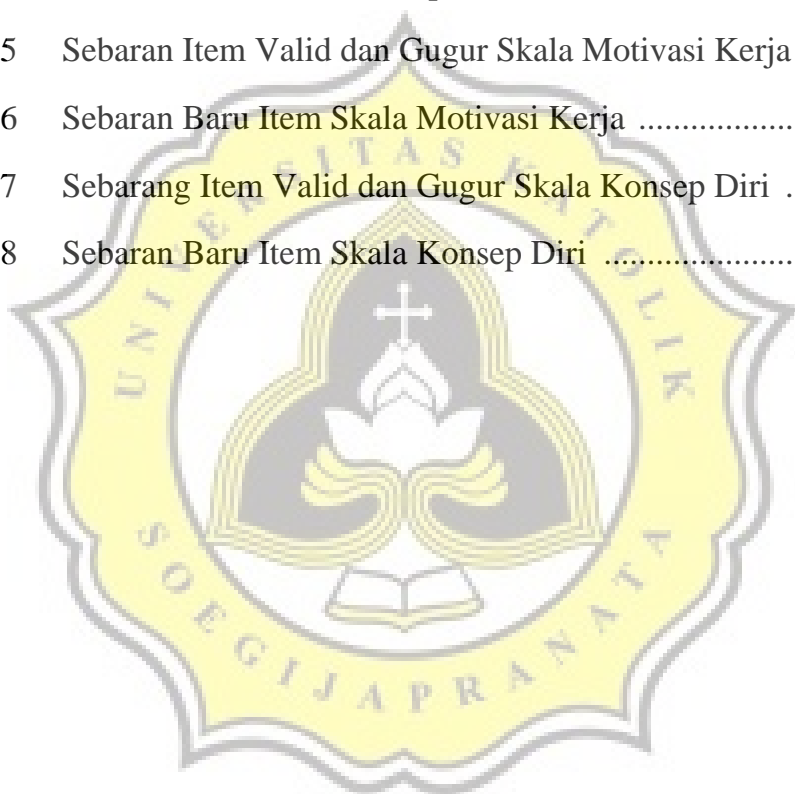 5 Sebaran Item Valid dan Gugur Skala Motivasi Kerja
6 Sebaran Baru Item Skala Motivasi Kerja ..................
7 Sebarang Item Valid dan Gugur Skala Konsep Diri .
8 Sebaran Baru Item Skala Konsep Diri .....................
UNIVERSITAS KATOLIK
SOEGIJAPRANATA